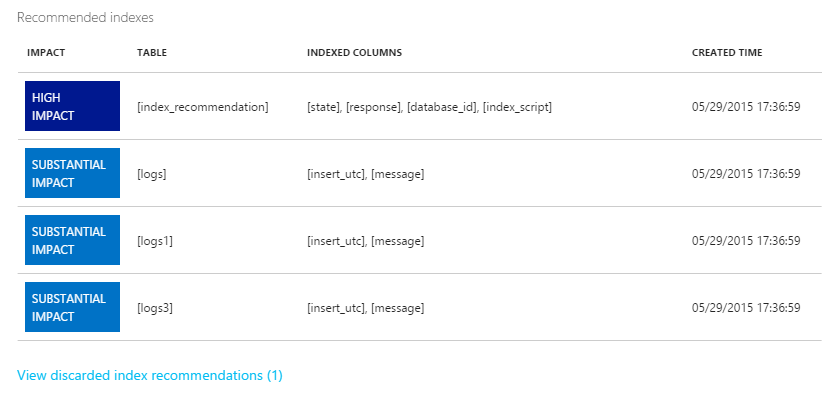 Recommended indexes
IMPACT TABLE INDEXED COLUMNS CREATED TIME
HIGH
IMPACT
[index_recommendation] [state], [response], [database_id], [index_script] 05/29/2015 17:36:59
SUBSTANTIAL
IMPACT
[logs] [insert_utc], [message] 05/29/2015 17:36:59
SUBSTANTIAL
IMPACT
[logs1] [insert_utc], [message] 05/29/2015 17:36:59
SUBSTANTIAL
IMPACT
[logs3] [insert_utc], [message] 05/29/2015 17:36:59
View discarded index recommendations (1)